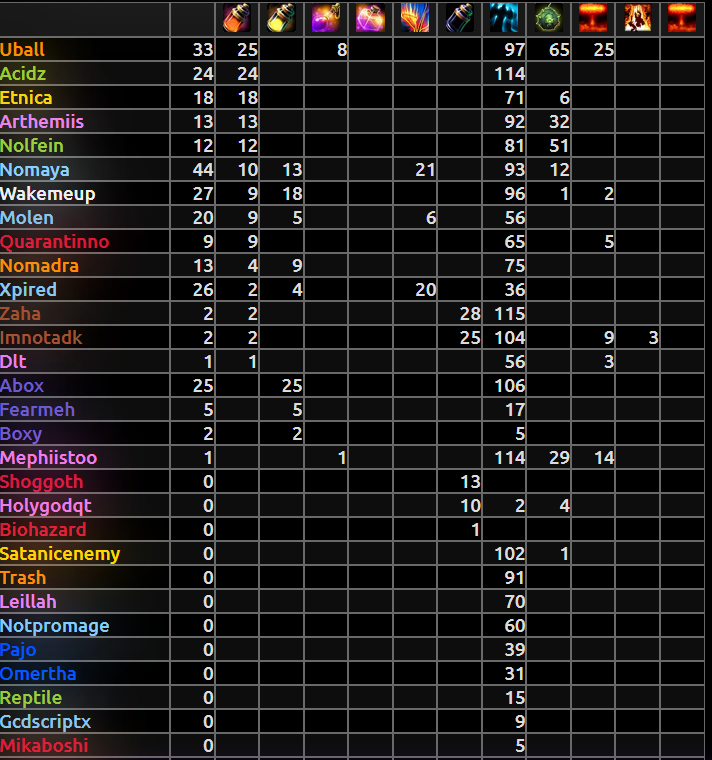 Uball 33 25 8 97 65 25
Acidz 24 24 114
Etnica 18 18 71 6
Arthemiis 13 13 92 32
Nolfein 12 12 81 51
Nomaya 44 10 13 21 93 12
Wakemeup 27 9 18 96 1 2
Molen 20 9 5 6 56
Quarantinno 9 9 65 5
Nomadra 13 4 9 75
Xpired 26 2 4 20 36
Zaha 2 2 28 115
Imnotadk 2 2 25 104 9 3
Dlt 1 1 56 3
Abox 25 25 106
Fearmeh 5 5 17
Boxy 2 2 5
Mephiistoo 1 1 114 29 14
Shoggoth 0 13
Holygodqt 0 10 2 4
Biohazard 0 1
Satanicenemy 0 102 1
Trash 0 91
Leillah 0 70
Notpromage 0 60
Pajo 0 39
Omertha 0 31
Reptile 0 15
Gcdscriptx 0 9
Mikaboshi 0 5